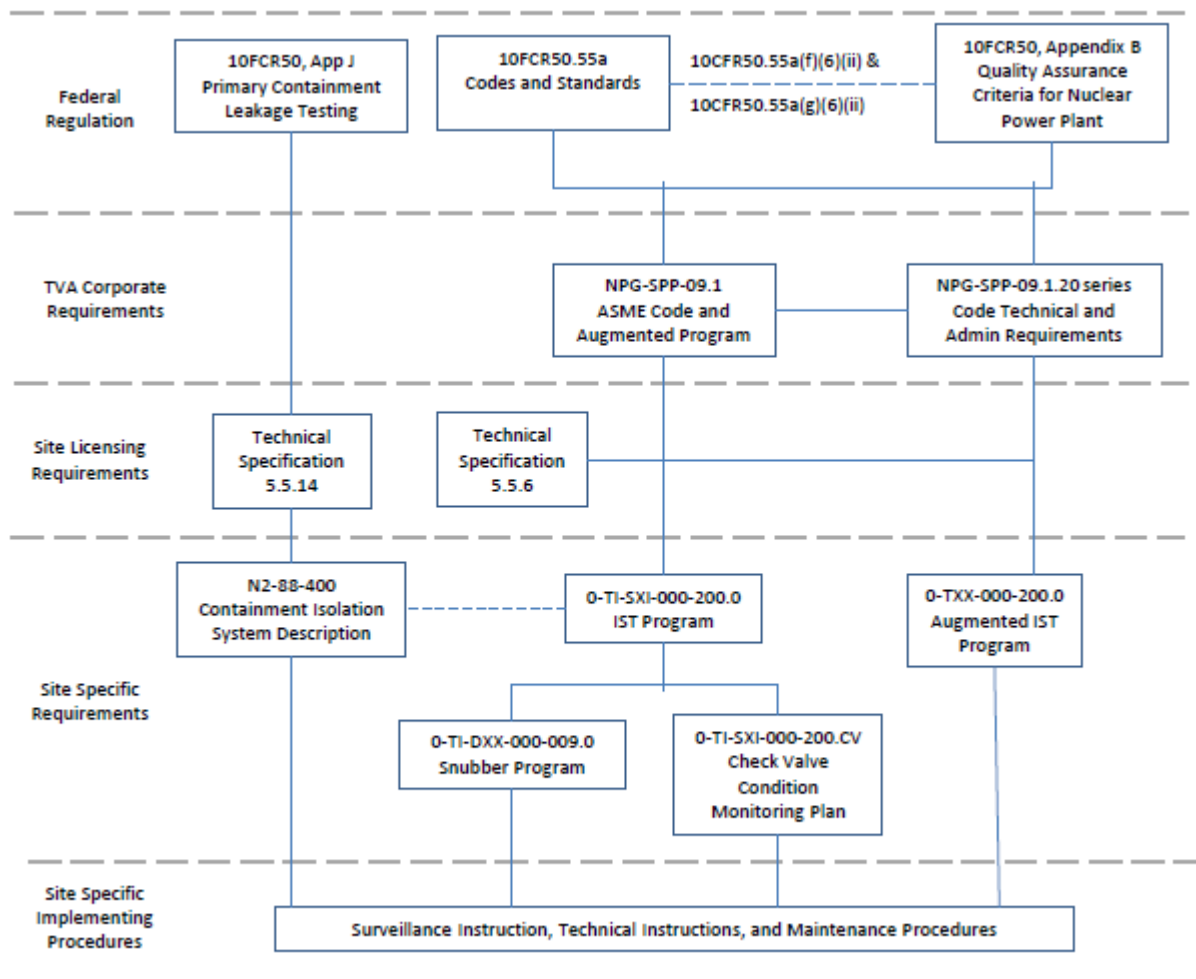 Federal
Regulation
10FCR50, App J
Primary Containment
Leakage Testing
10FCR50.55a
Codes and Standards
10CFR50.55a(f)(6)(ii) &
10CFR50.55a(g)(6)(ii)
10FCR50, Appendix B
Quality Assurance
Criteria for Nuclear
Power Plant
TVA Corporate
Requirements
NPG-SPP-09.1
ASME Code and
Augmented Program
NPG-SPP-09.1.20 series
Code Technical and
Admin Requirements
Site Licensing
Requirements
Technical
Specification
5.5.14
Technical
Specification
5.5.6
Site Specific
Requirements
N2-88-400
Containment Isolation
System Description
0-TI-SXI-000-200.0
IST Program
0-TXX-000-200.0
Augmented IST
Program
0-TI-DXX-000-009.0
Snubber Program
0-TI-SXI-000-200.CV
Check Valve
Condition
Monitoring Plan
Site Specific
Implementing
Procedures
Surveillance Instruction, Technical Instructions, and Maintenance Procedures